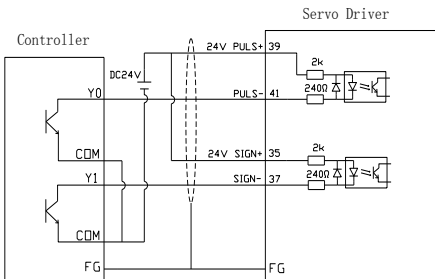 Servo Driver
Controller
24V PULS+ 39
2k
DC24V
240Ω
Y0
PULS- 41
COM
24V SIGN+ 35
2k
240Ω
Y1
SIGN- 37
COM
FG
FG